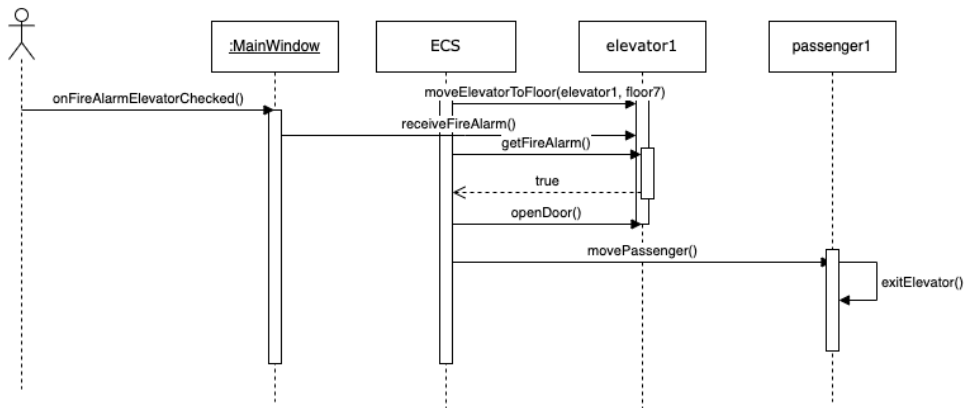 :MainWindow
ECS
elevator1
passenger1
moveElevatorToFloor(elevator1, floor7)
onFireAlarmElevatorChecked()
receiveFireAlarm()
getFireAlarm()
true
openDoor()
movePassenger()
exitElevator()